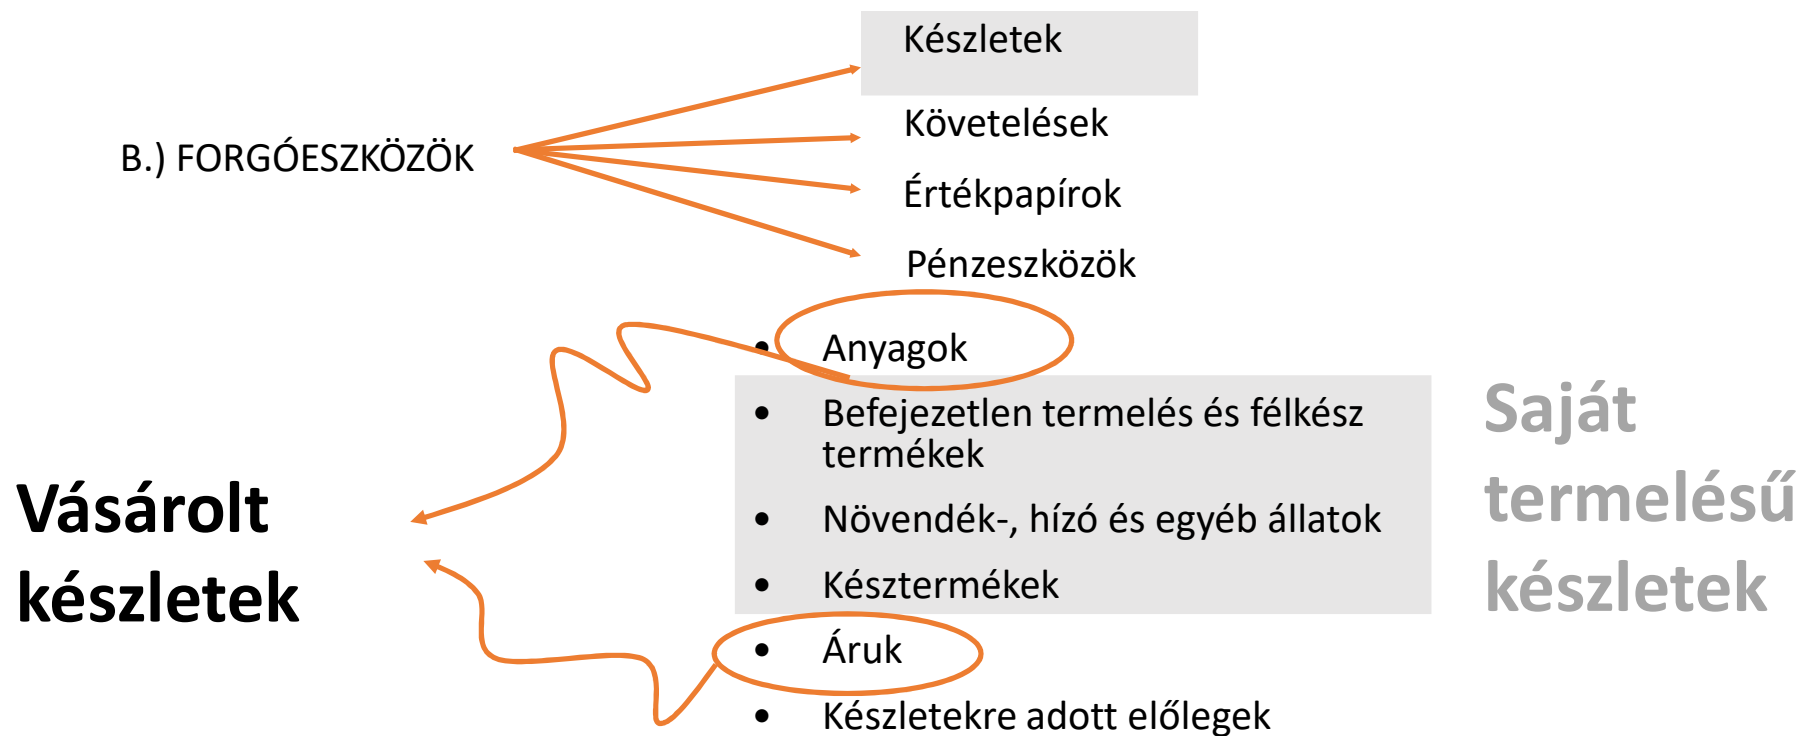 Készletek
B.) FORGÓESZKÖZÖK
Követelések
Értékpapírok
Pénzeszközök
• Anyagok
• Befejezetlen termelés és félkész
termékek
• Növendék-, hízó és egyéb állatok
• Késztermékek
• Áruk
• Készletekre adott előlegek
Vásárolt
készletek
Saját
termelésű
készletek